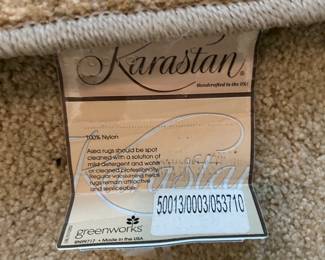 Karastan®
Handcrafted in the USA
100% Nylon
Area rugs should be spot
cleaned with a solution of
mild detergent and water
or cleaned professionally.
Regular vacuuming helps
rugs remain attractive
and serviceable.
Karastan
50013/0003/053710
greenworks
• Made in the USA